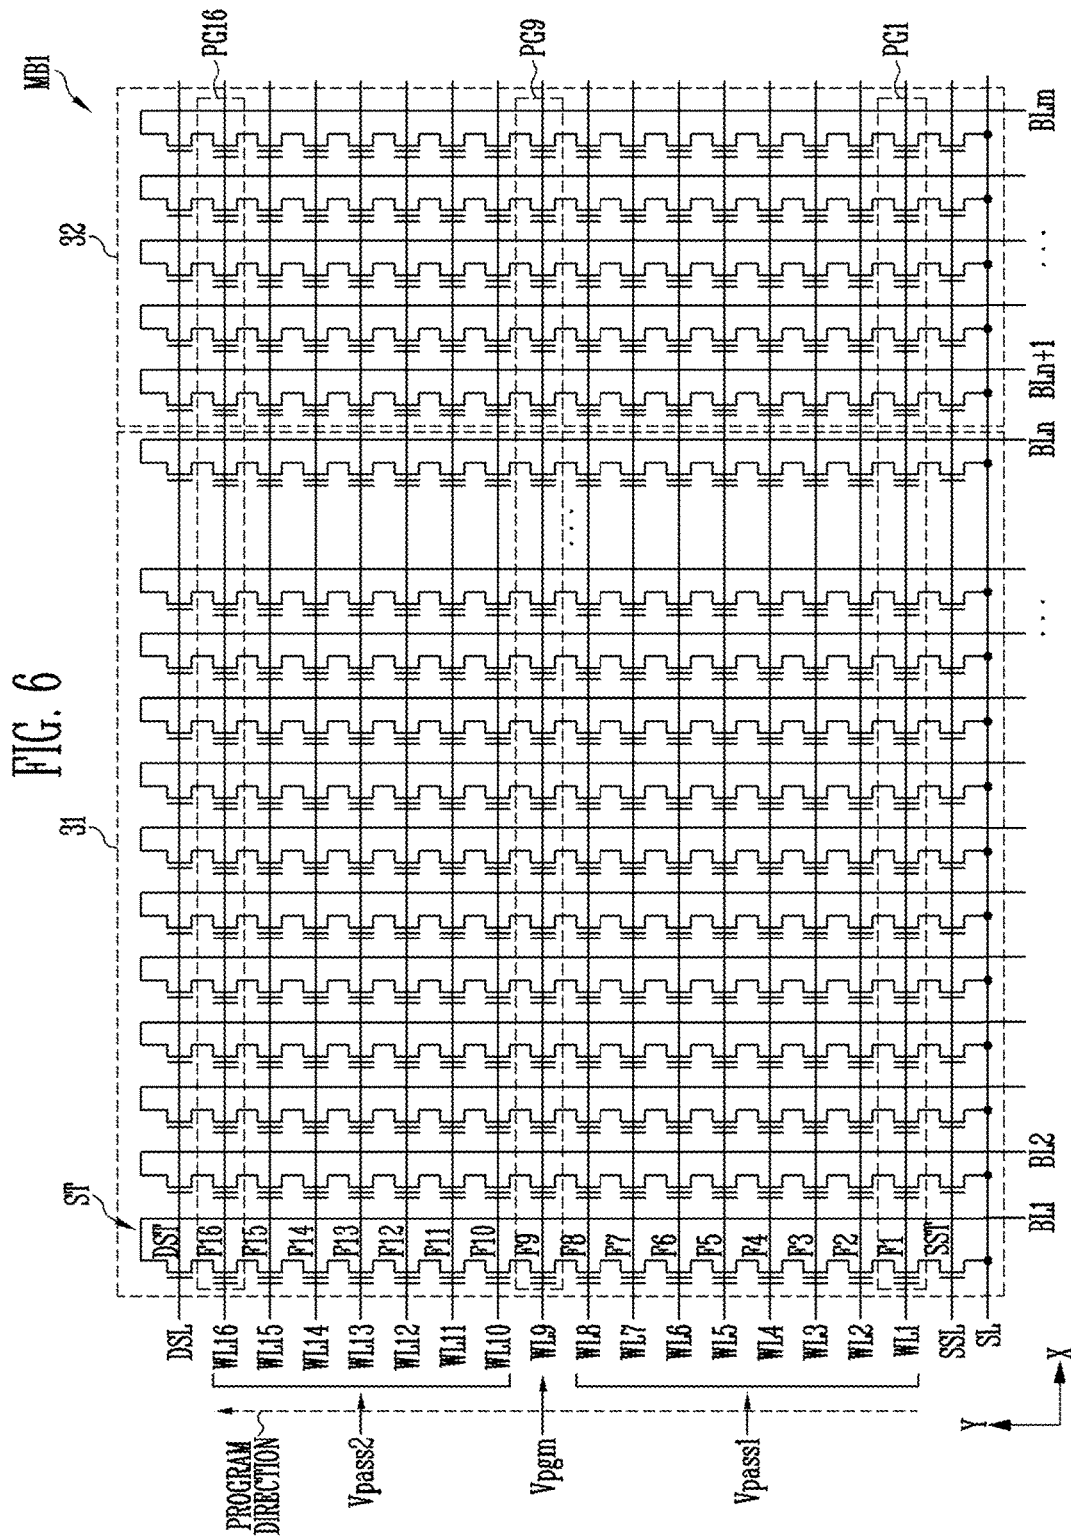 FIG. 6
MB1
ST
31
32
PG16
PG9
PG1
DSL
WL16
WL15
WL14
WL13
WL12
WL11
WL10
WL9
WL8
WL7
WL6
WL5
WL4
WL3
WL2
WL1
SSL
SL
DST
F16
F15
F14
F13
F12
F11
F10
F9
F8
F7
F6
F5
F4
F3
F2
F1
SST
PROGRAM
DIRECTION
Vpass2
Vpgm
Vpass1
Y
X
BL1
BL2
...
BLn
BLn+1
...
BLm
...